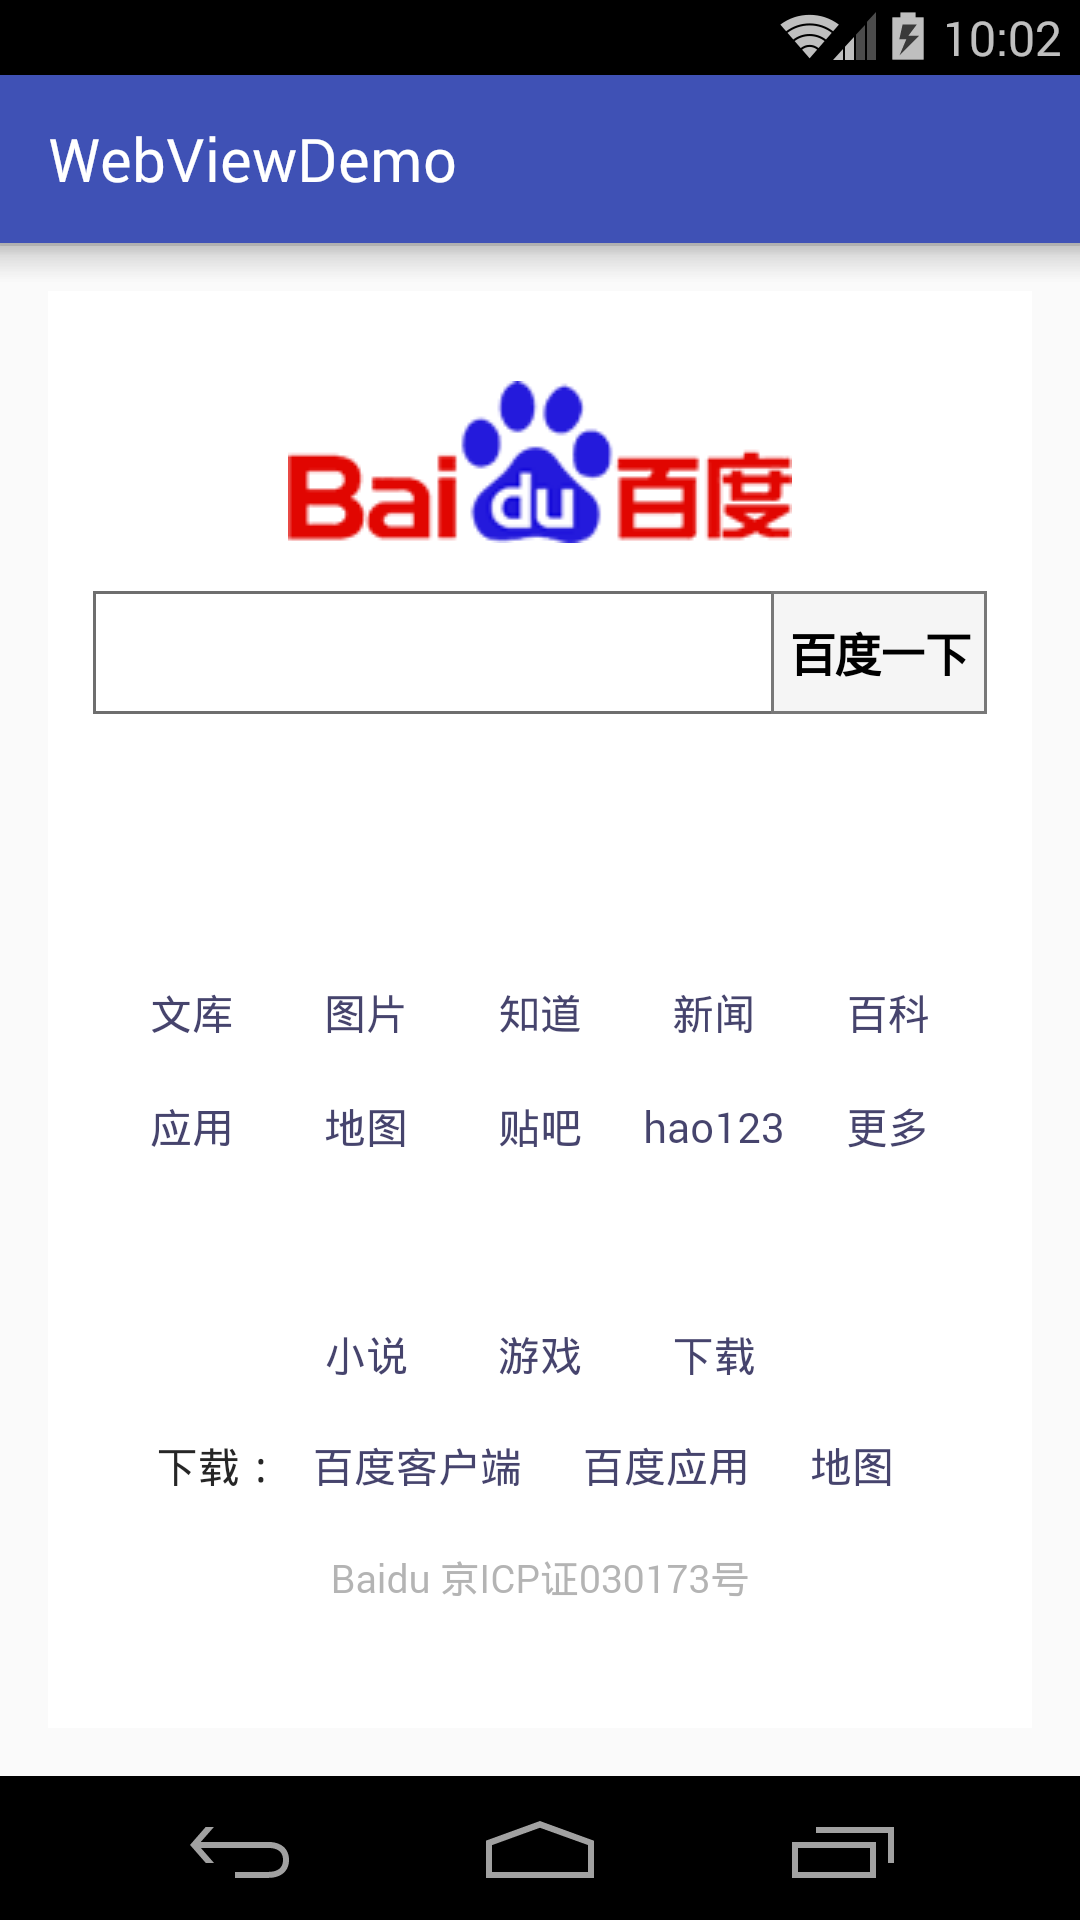 10:02
WebViewDemo
Bai du 百度
百度一下
文库 图片 知道 新闻 百科
应用 地图 贴吧 hao123 更多
小说 游戏 下载
下载： 百度客户端 百度应用 地图
Baidu 京ICP证030173号